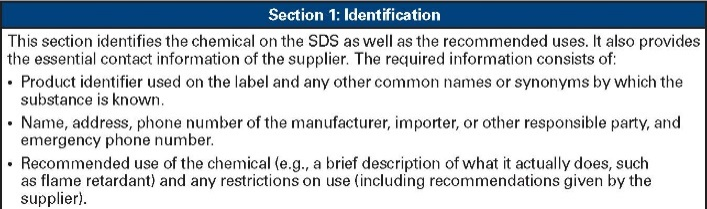 Section 1: Identification
This section identifies the chemical on the SDS as well as the recommended uses. It also provides
the essential contact information of the supplier. The required information consists of:
• Product identifier used on the label and any other common names or synonyms by which the
substance is known.
• Name, address, phone number of the manufacturer, importer, or other responsible party, and
emergency phone number.
• Recommended use of the chemical (e.g., a brief description of what it actually does, such
as flame retardant) and any restrictions on use (including recommendations given by the
supplier).